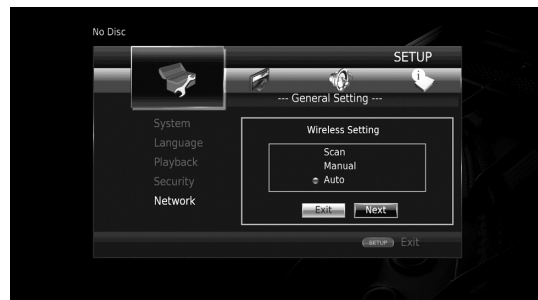 No Disc
SETUP
--- General Setting ---
System
Language
Playback
Security
Network
Wireless Setting
Scan
Manual
Auto
Exit Next
SETUP Exit